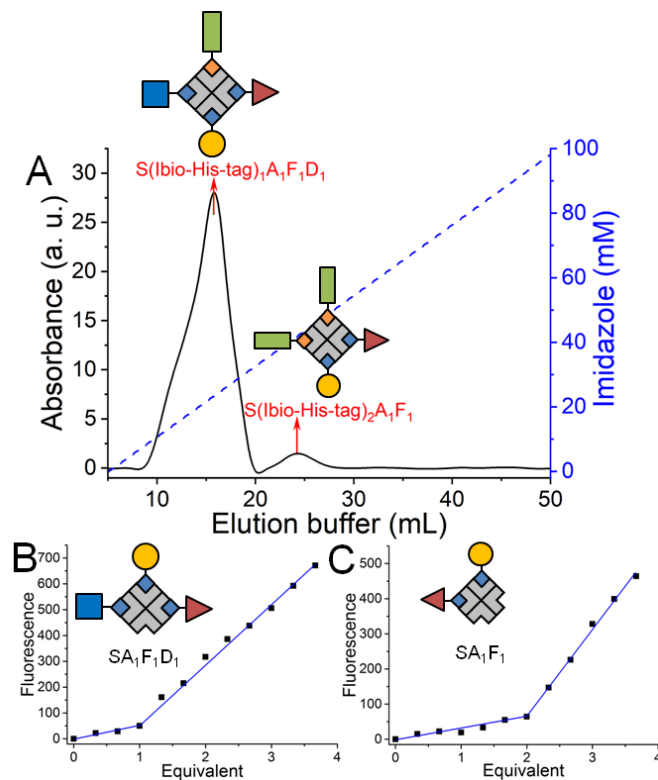 A
S(Ibio-His-tag)₁A₁F₁D₁
S(Ibio-His-tag)₂A₁F₁
Absorbance (a. u.)
30
25
20
15
10
5
0
Imidazole (mM)
100
80
60
40
20
0
10 20 30 40 50
Elution buffer (mL)
B
SA₁F₁D₁
Fluorescence
700
600
500
400
300
200
100
0
0 1 2 3 4
Equivalent
C
SA₁F₁
Fluorescence
500
400
300
200
100
0
0 1 2 3 4
Equivalent